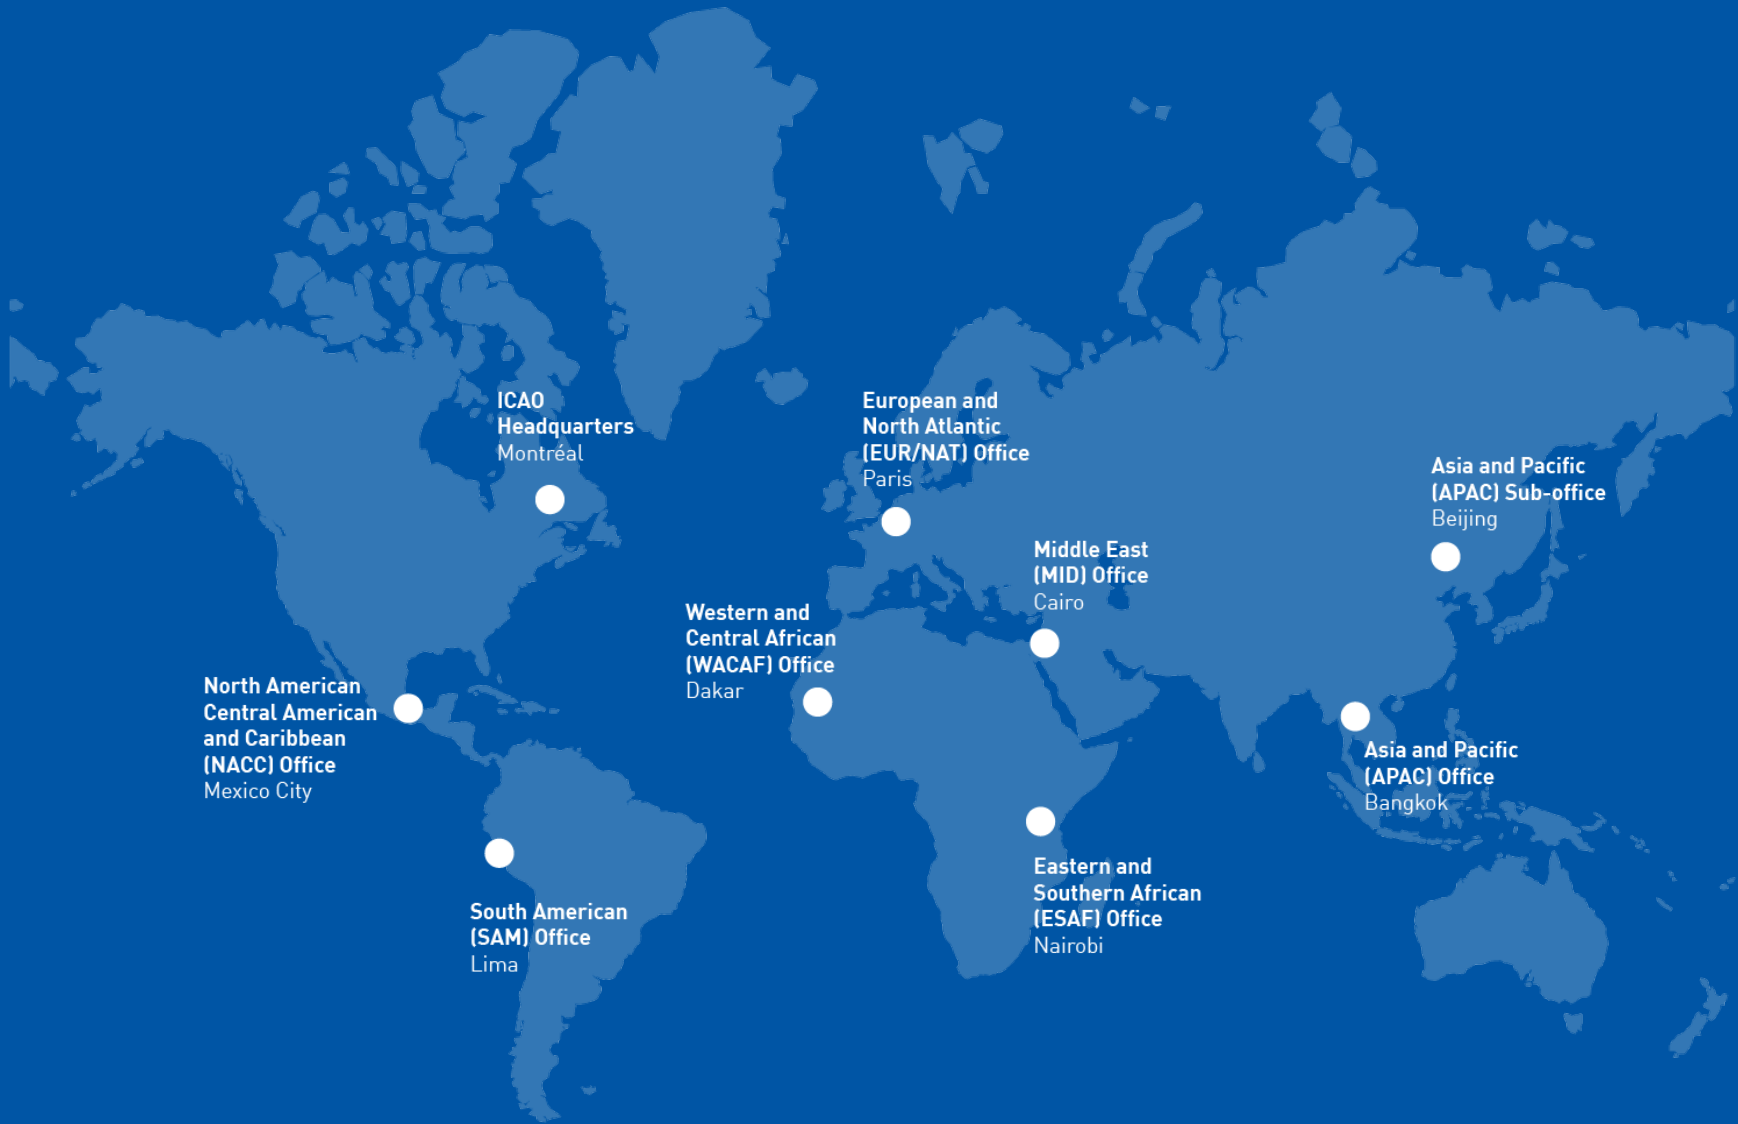 ICAO
Headquarters
Montréal
European and
North Atlantic
(EUR/NAT) Office
Paris
Asia and Pacific
(APAC) Sub-office
Beijing
Middle East
(MID) Office
Cairo
Western and
Central African
(WACAF) Office
Dakar
North American
Central American
and Caribbean
(NACC) Office
Mexico City
Asia and Pacific
(APAC) Office
Bangkok
Eastern and
Southern African
(ESAF) Office
Nairobi
South American
(SAM) Office
Lima